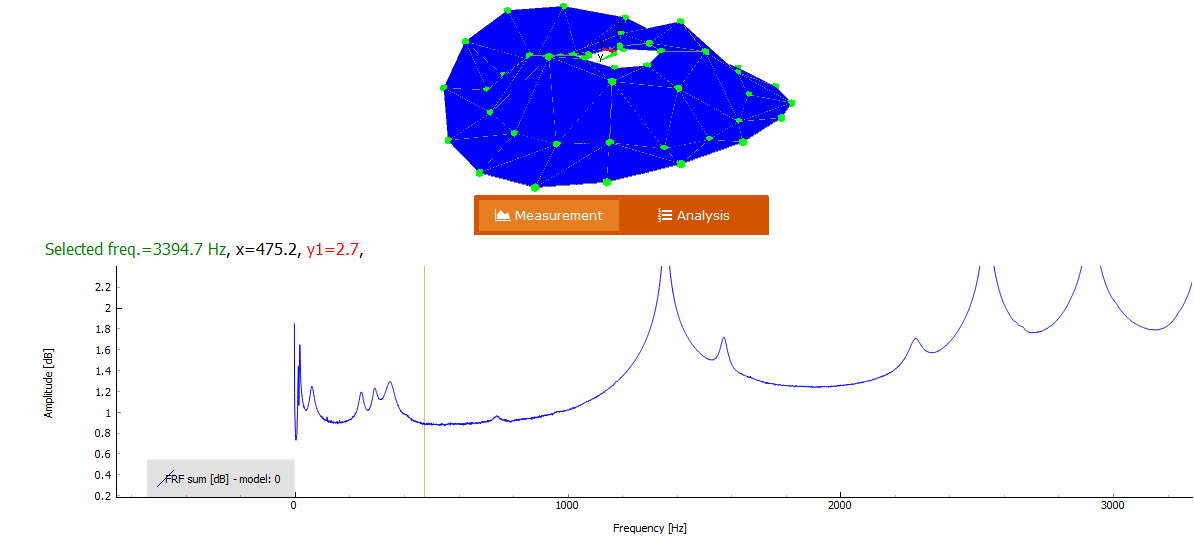 Y
Measurement
Analysis
Selected freq.=3394.7 Hz, x=475.2, y1=2.7,
2.2
2
1.8
1.6
1.4
1.2
1
0.8
0.6
0.4
0.2
Amplitude [dB]
FRF sum [dB] - model: 0
0
1000
2000
3000
Frequency [Hz]